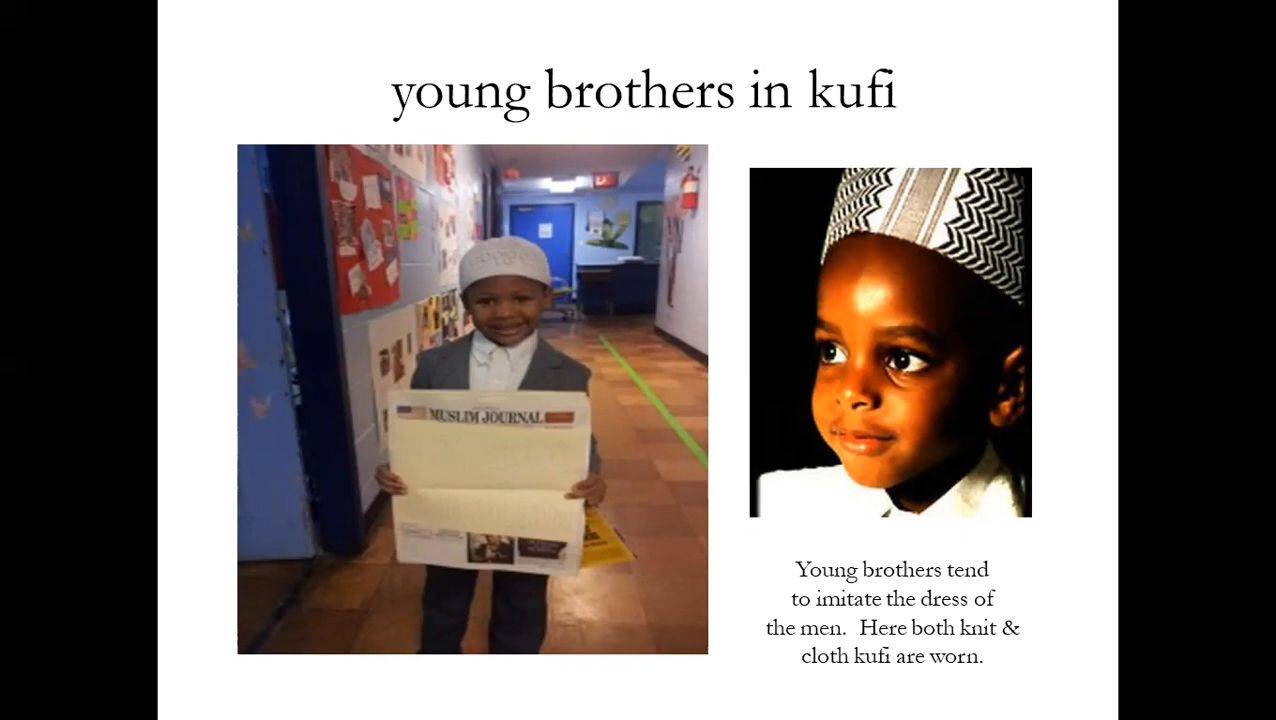 young brothers in kufi
MUSLIM JOURNAL
Young brothers tend
to imitate the dress of
the men.  Here both knit &
cloth kufi are worn.